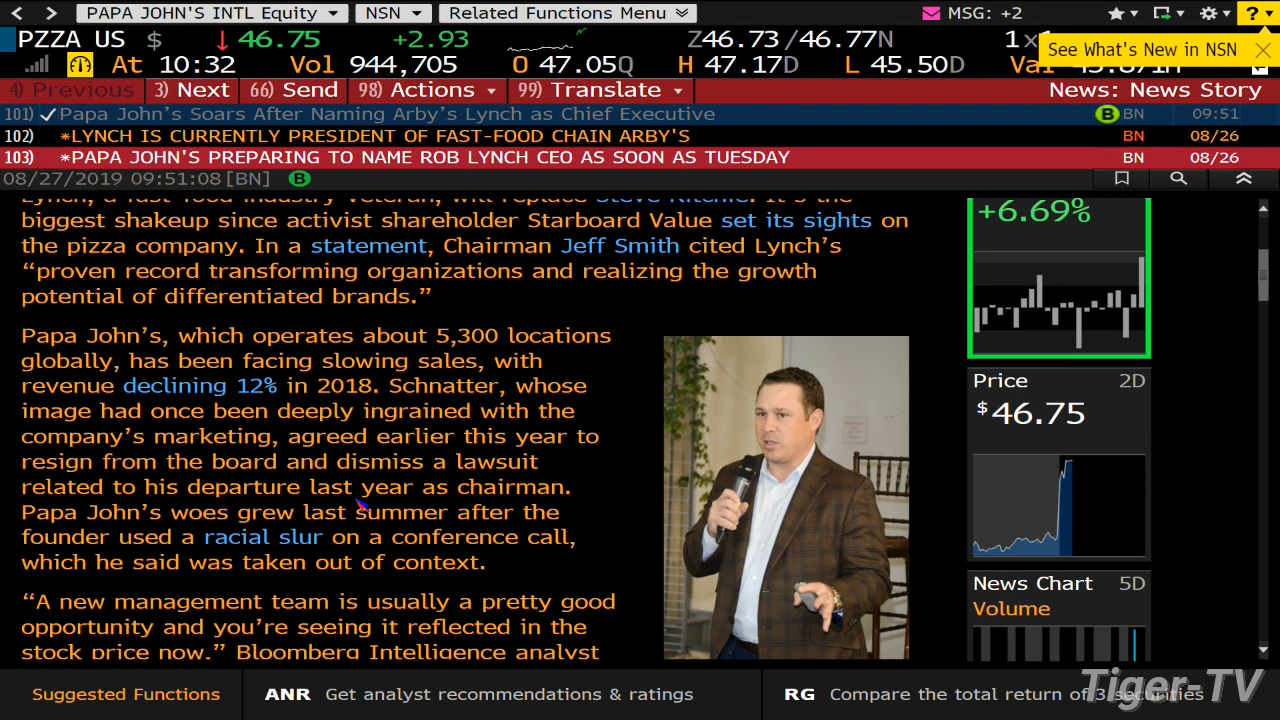 PAPA JOHN'S INTL Equity NSN Related Functions Menu MSG: +2 ?
PZZA US $ ↓46.75 +2.93 Z46.73/46.77N 1x1
See What's New in NSN
At 10:32 Vol 944,705 O 47.05Q H 47.17D L 45.50D Val
4) Previous 3) Next 66) Send 98) Actions 99) Translate News: News Story
101) Papa John's Soars After Naming Arby's Lynch as Chief Executive B BN 09:51
102) *LYNCH IS CURRENTLY PRESIDENT OF FAST-FOOD CHAIN ARBY'S BN 08/26
103) *PAPA JOHN'S PREPARING TO NAME ROB LYNCH CEO AS SOON AS TUESDAY BN 08/26
08/27/2019 09:51:08 [BN] B
Lynch, a fast-food industry veteran, will replace Steve Ritchie. It's the
biggest shakeup since activist shareholder Starboard Value set its sights on
the pizza company. In a statement, Chairman Jeff Smith cited Lynch's
“proven record transforming organizations and realizing the growth
potential of differentiated brands.”
Papa John's, which operates about 5,300 locations
globally, has been facing slowing sales, with
revenue declining 12% in 2018. Schnatter, whose
image had once been deeply ingrained with the
company's marketing, agreed earlier this year to
resign from the board and dismiss a lawsuit
related to his departure last year as chairman.
Papa John's woes grew last summer after the
founder used a racial slur on a conference call,
which he said was taken out of context.
“A new management team is usually a pretty good
opportunity and you're seeing it reflected in the
stock price now,” Bloomberg Intelligence analyst
+6.69%
Price 2D
$46.75
News Chart 5D
Volume
Suggested Functions ANR Get analyst recommendations & ratings RG Compare the total return of 3 securities
Tiger-TV